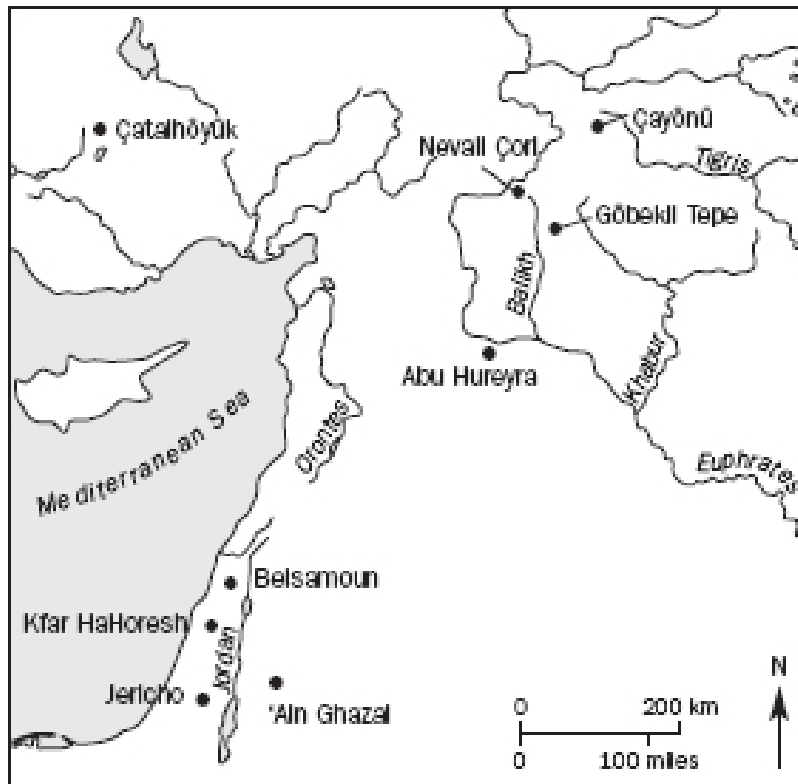 Çatalhöyük
Nevali Çori
Çayönü
Tigris
Göbekli Tepe
Balikh
Abu Hureyra
Khabur
Orontes
Mediterranean Sea
Euphrates
Beisamoun
Kfar HaHoresh
Jordan
Jericho
'Ain Ghazal
N
0 200 km
0 100 miles